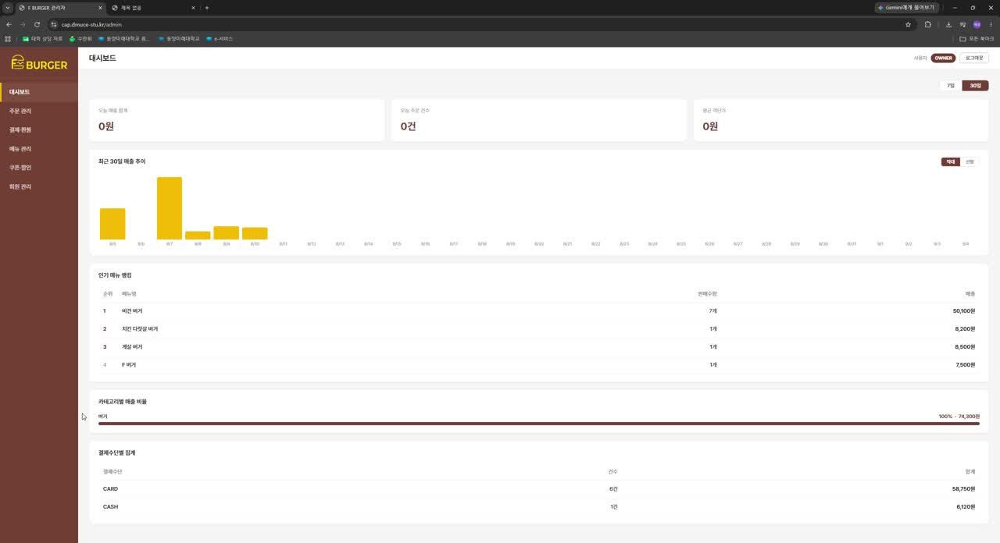 F BURGER 관리자
제목 없음
Gemini에게 물어보기
cap.dmuce-stu.kr/admin
대학 상담 자료
수만휘
동양미래대학교 원...
동양미래대학교
e-서비스
모든 북마크
F BURGER
대시보드
사용자
OWNER
로그아웃
대시보드
주문 관리
결제·환불
메뉴 관리
쿠폰·할인
회원 관리
7일
30일
오늘 매출 합계
0원
오늘 주문 건수
0건
평균 객단가
0원
최근 30일 매출 추이
막대
선형
8/5 8/6 8/7 8/8 8/9 8/10 8/11 8/12 8/13 8/14 8/15 8/16 8/17 8/18 8/19 8/20 8/21 8/22 8/23 8/24 8/25 8/26 8/27 8/28 8/29 8/30 8/31 9/1 9/2 9/3 9/4
인기 메뉴 랭킹
순위 메뉴명 판매수량 매출
1 비건 버거 7개 50,100원
2 치킨 다릿살 버거 1개 8,200원
3 게살 버거 1개 8,500원
4 F 버거 1개 7,500원
카테고리별 매출 비율
버거 100% · 74,300원
결제수단별 집계
결제수단 건수 합계
CARD 6건 58,750원
CASH 1건 6,120원